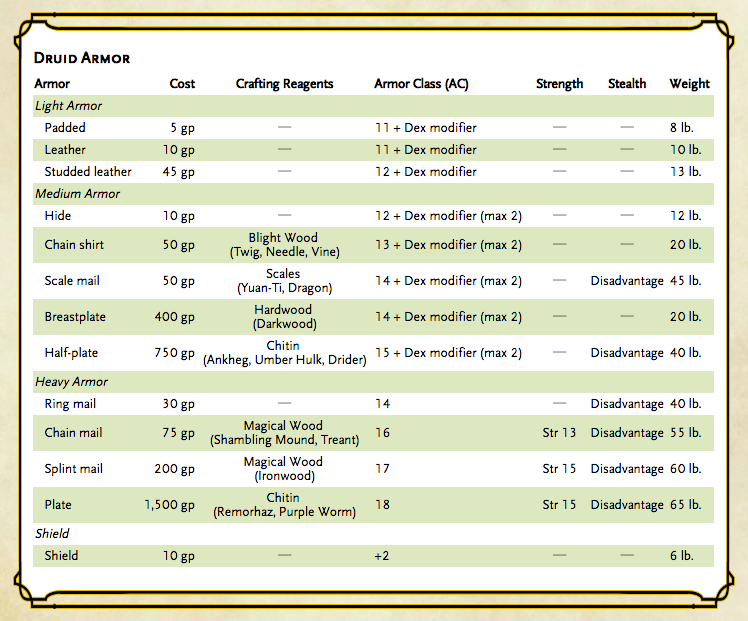 Druid Armor
Armor Cost Crafting Reagents Armor Class (AC) Strength Stealth Weight
Light Armor
Padded 5 gp — 11 + Dex modifier — — 8 lb.
Leather 10 gp — 11 + Dex modifier — — 10 lb.
Studded leather 45 gp — 12 + Dex modifier — — 13 lb.
Medium Armor
Hide 10 gp — 12 + Dex modifier (max 2) — — 12 lb.
Chain shirt 50 gp Blight Wood 13 + Dex modifier (max 2) — — 20 lb.
(Twig, Needle, Vine)
Scale mail 50 gp Scales 14 + Dex modifier (max 2) — Disadvantage 45 lb.
(Yuan-Ti, Dragon)
Breastplate 400 gp Hardwood 14 + Dex modifier (max 2) — — 20 lb.
(Darkwood)
Half-plate 750 gp Chitin 15 + Dex modifier (max 2) — Disadvantage 40 lb.
(Ankheg, Umber Hulk, Drider)
Heavy Armor
Ring mail 30 gp — 14 — Disadvantage 40 lb.
Chain mail 75 gp Magical Wood 16 Str 13 Disadvantage 55 lb.
(Shambling Mound, Treant)
Splint mail 200 gp Magical Wood 17 Str 15 Disadvantage 60 lb.
(Ironwood)
Plate 1,500 gp Chitin 18 Str 15 Disadvantage 65 lb.
(Remorhaz, Purple Worm)
Shield
Shield 10 gp — +2 — — 6 lb.